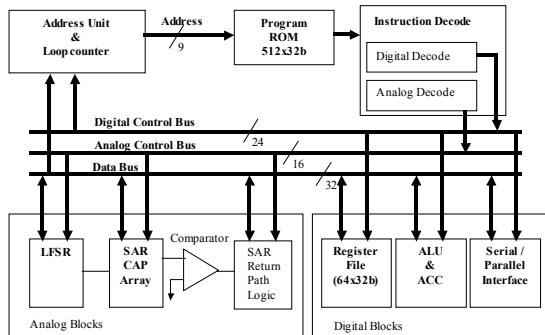 Address Unit
&
Loop counter
Address
9
Program
ROM
512x32b
Instruction Decode
Digital Decode
Analog Decode
Digital Control Bus
24
Analog Control Bus
16
Data Bus
32
LFSR
SAR
CAP
Array
Comparator
SAR
Return
Path
Logic
Analog Blocks
Register
File
(64x32b)
ALU
&
ACC
Serial /
Parallel
Interface
Digital Blocks